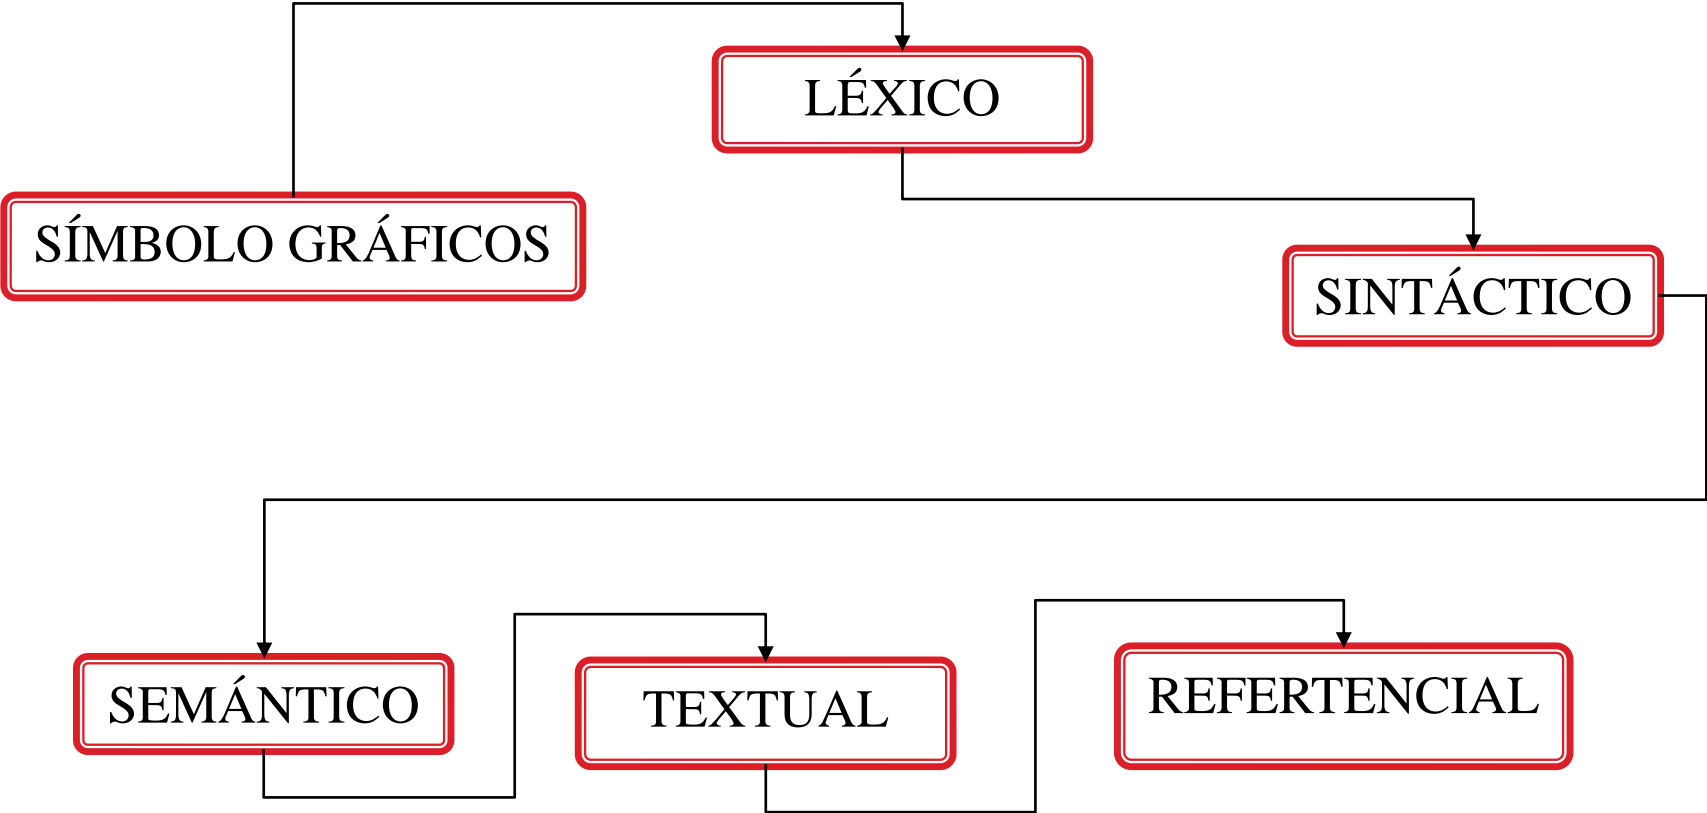 LÉXICO
SÍMBOLO GRÁFICOS
SINTÁCTICO
SEMÁNTICO
TEXTUAL
REFERTENCIAL